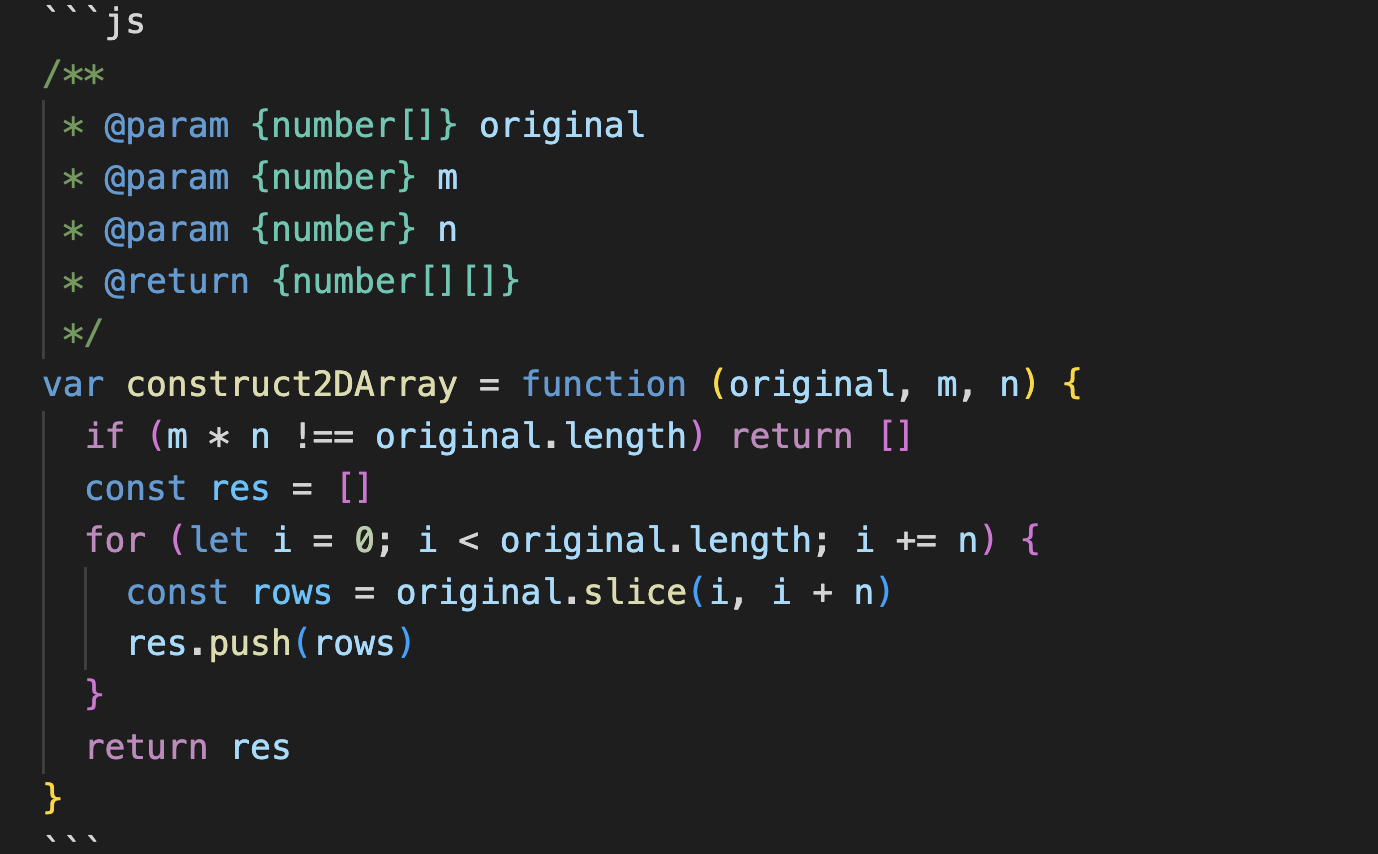 ```js
/**
 * @param {number[]} original
 * @param {number} m
 * @param {number} n
 * @return {number[][]}
 */
var construct2DArray = function (original, m, n) {
  if (m * n !== original.length) return []
  const res = []
  for (let i = 0; i < original.length; i += n) {
    const rows = original.slice(i, i + n)
    res.push(rows)
  }
  return res
}
```